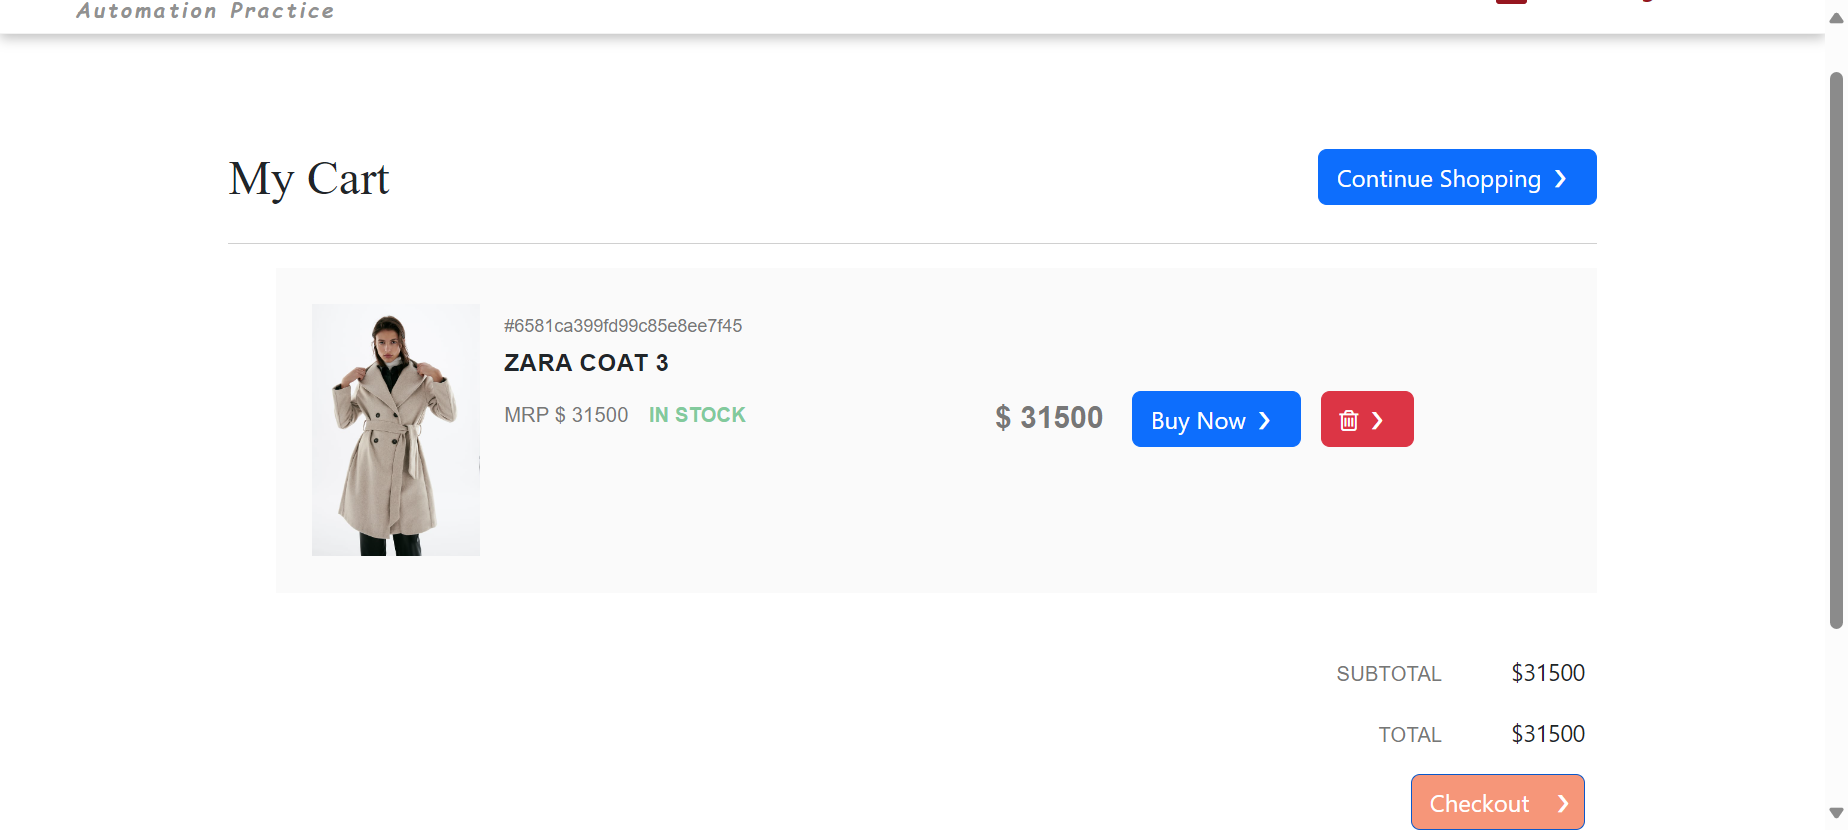 Automation Practice
My Cart
Continue Shopping ❯
#6581ca399fd99c85e8ee7f45
ZARA COAT 3
MRP $ 31500 IN STOCK
$ 31500
Buy Now ❯
❯
SUBTOTAL $31500
TOTAL $31500
Checkout ❯